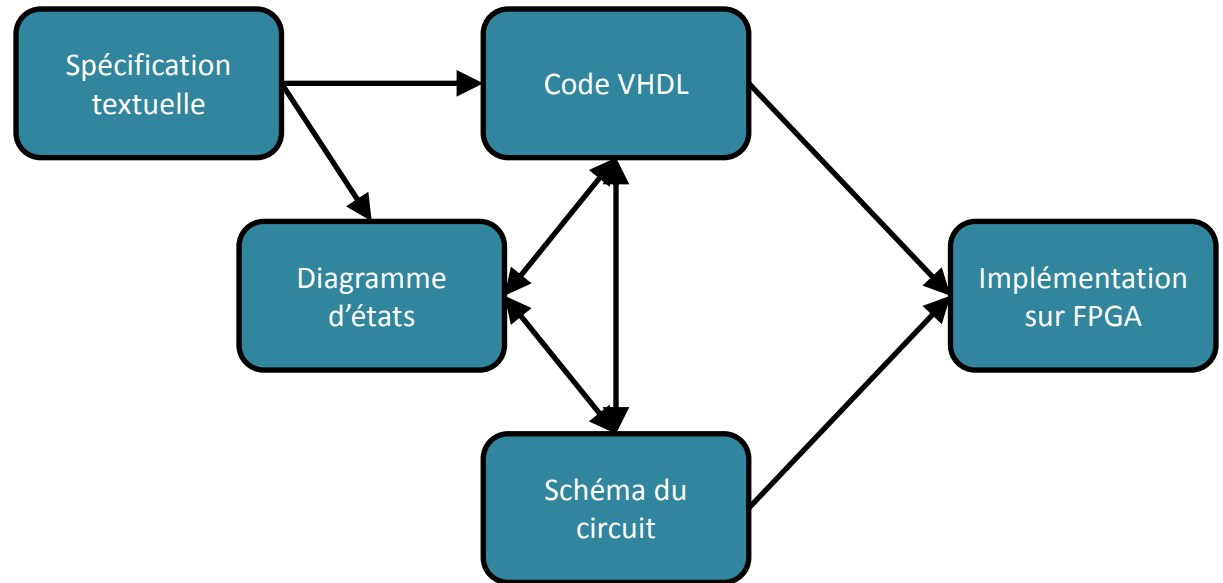 Spécification
textuelle
Code VHDL
Diagramme
d’états
Implémentation
sur FPGA
Schéma du
circuit